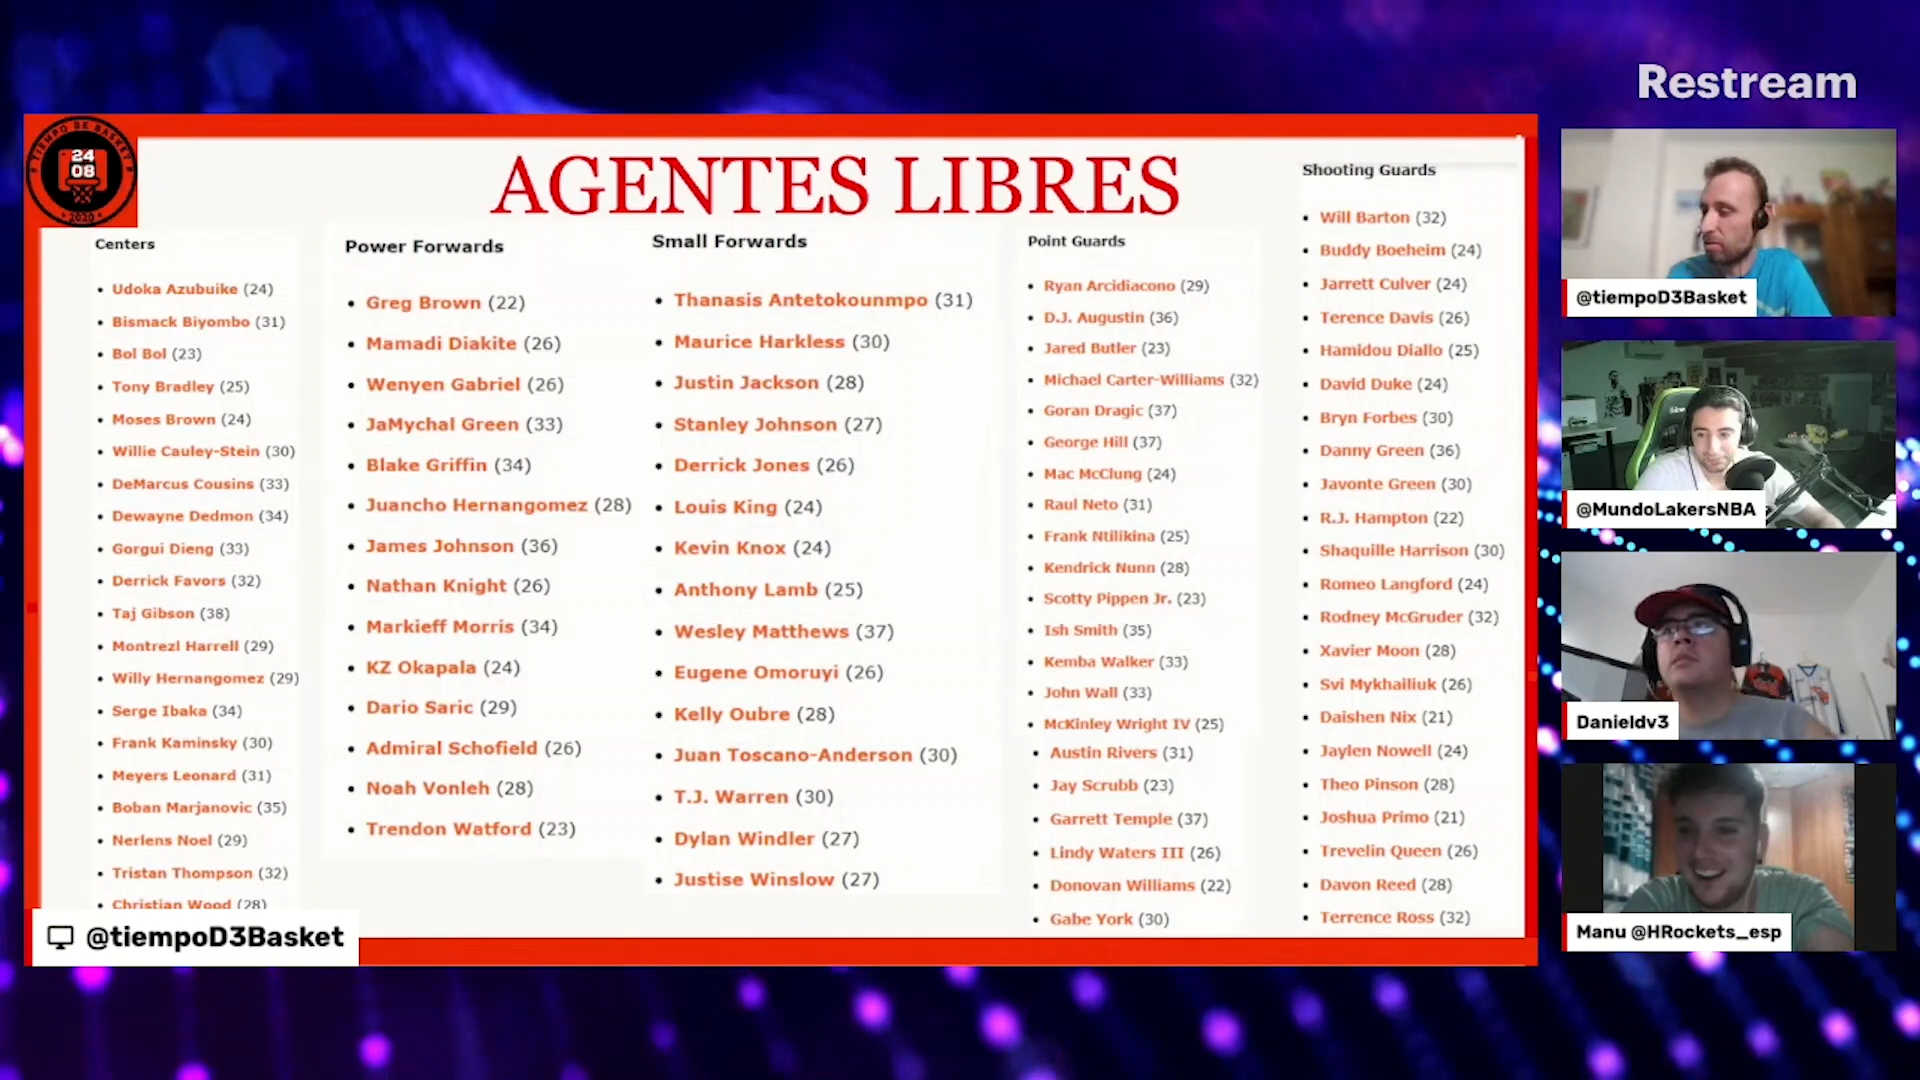 Restream
TIEMPO DE BASKET
24
08
2020
AGENTES LIBRES
Centers
Udoka Azubuike (24)
Bismack Biyombo (31)
Bol Bol (23)
Tony Bradley (25)
Moses Brown (24)
Willie Cauley-Stein (30)
DeMarcus Cousins (33)
Dewayne Dedmon (34)
Gorgui Dieng (33)
Derrick Favors (32)
Taj Gibson (38)
Montrezl Harrell (29)
Willy Hernangomez (29)
Serge Ibaka (34)
Frank Kaminsky (30)
Meyers Leonard (31)
Boban Marjanovic (35)
Nerlens Noel (29)
Tristan Thompson (32)
Christian Wood (28)
Power Forwards
Greg Brown (22)
Mamadi Diakite (26)
Wenyen Gabriel (26)
JaMychal Green (33)
Blake Griffin (34)
Juancho Hernangomez (28)
James Johnson (36)
Nathan Knight (26)
Markieff Morris (34)
KZ Okapala (24)
Dario Saric (29)
Admiral Schofield (26)
Noah Vonleh (28)
Trendon Watford (23)
Small Forwards
Thanasis Antetokounmpo (31)
Maurice Harkless (30)
Justin Jackson (28)
Stanley Johnson (27)
Derrick Jones (26)
Louis King (24)
Kevin Knox (24)
Anthony Lamb (25)
Wesley Matthews (37)
Eugene Omoruyi (26)
Kelly Oubre (28)
Juan Toscano-Anderson (30)
T.J. Warren (30)
Dylan Windler (27)
Justise Winslow (27)
Point Guards
Ryan Arcidiacono (29)
D.J. Augustin (36)
Jared Butler (23)
Michael Carter-Williams (32)
Goran Dragic (37)
George Hill (37)
Mac McClung (24)
Raul Neto (31)
Frank Ntilikina (25)
Kendrick Nunn (28)
Scotty Pippen Jr. (23)
Ish Smith (35)
Kemba Walker (33)
John Wall (33)
McKinley Wright IV (25)
Austin Rivers (31)
Jay Scrubb (23)
Garrett Temple (37)
Lindy Waters III (26)
Donovan Williams (22)
Gabe York (30)
Shooting Guards
Will Barton (32)
Buddy Boeheim (24)
Jarrett Culver (24)
Terence Davis (26)
Hamidou Diallo (25)
David Duke (24)
Bryn Forbes (30)
Danny Green (36)
Javonte Green (30)
R.J. Hampton (22)
Shaquille Harrison (30)
Romeo Langford (24)
Rodney McGruder (32)
Xavier Moon (28)
Svi Mykhailiuk (26)
Daishen Nix (21)
Jaylen Nowell (24)
Theo Pinson (28)
Joshua Primo (21)
Trevelin Queen (26)
Davon Reed (28)
Terrence Ross (32)
@tiempoD3Basket
@tiempoD3Basket
@MundoLakersNBA
Danieldv3
Manu @HRockets_esp